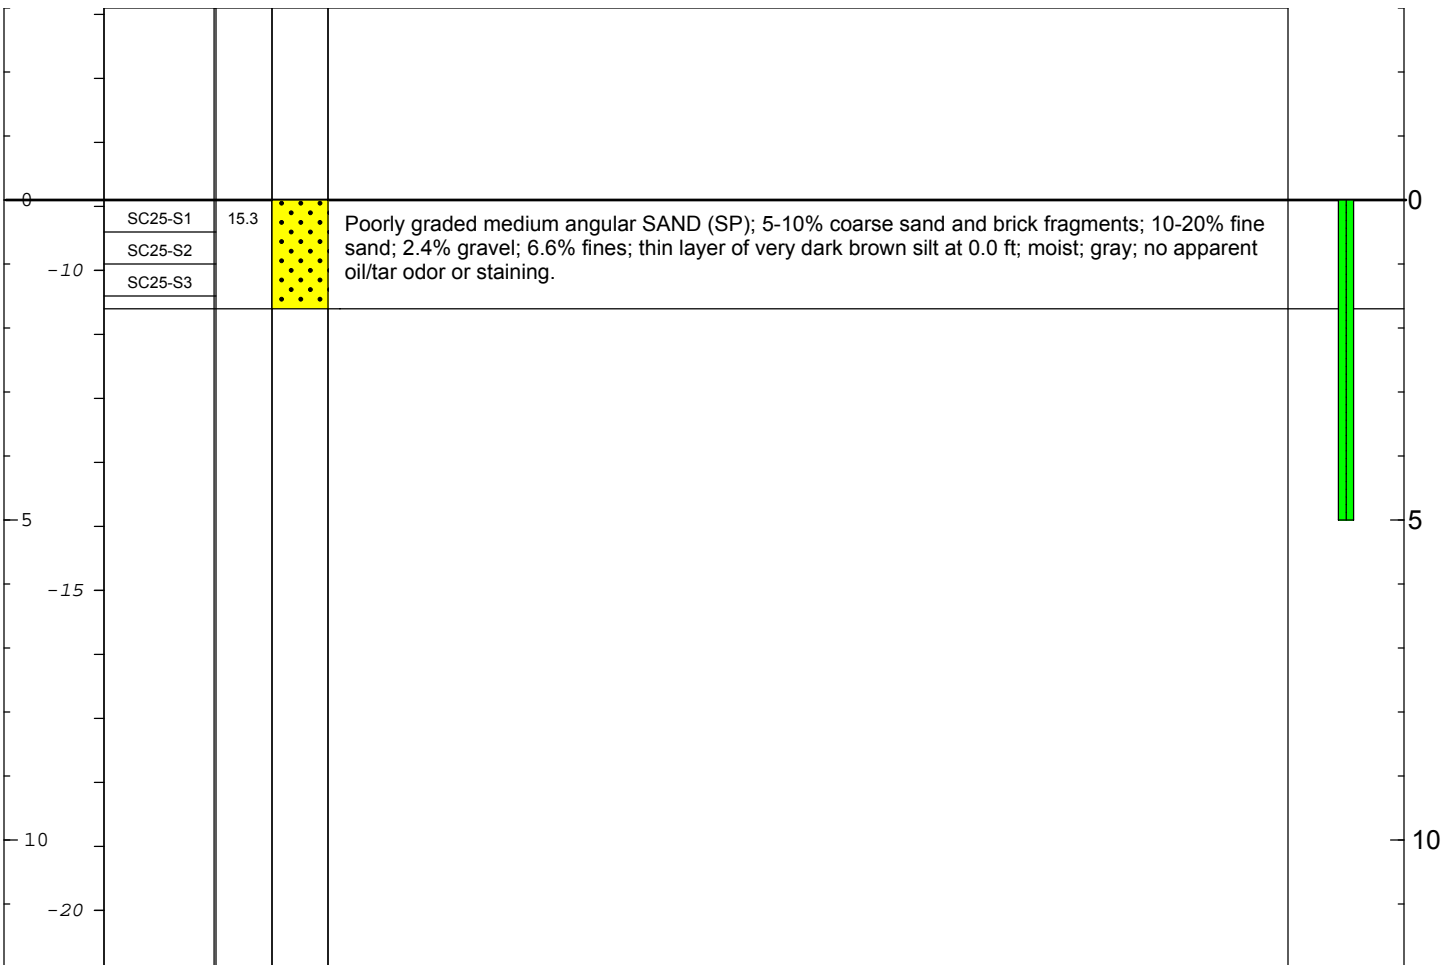 0
0
SC25-S1
15.3
Poorly graded medium angular SAND (SP); 5-10% coarse sand and brick fragments; 10-20% fine
sand; 2.4% gravel; 6.6% fines; thin layer of very dark brown silt at 0.0 ft; moist; gray; no apparent
oil/tar odor or staining.
SC25-S2
-10
SC25-S3
5
5
-15
10
10
-20